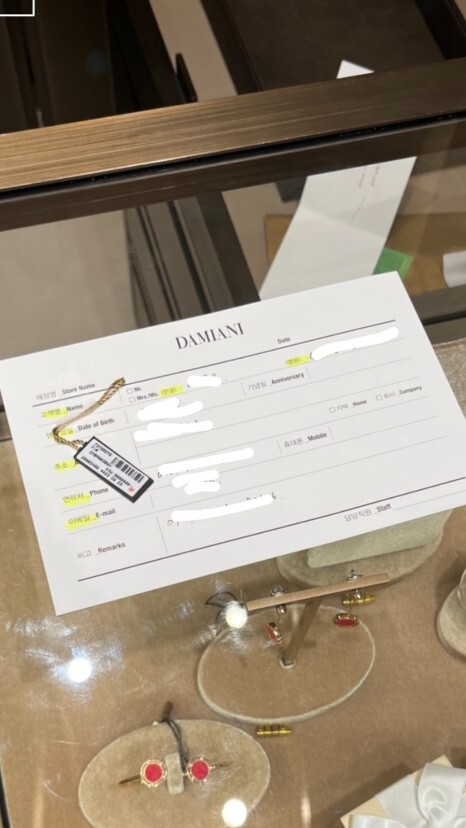 DAMIANI
매장명 _Store Name
Date
고객명 _Name
Mr.
Mrs./Ms.
기념일 _Anniversary
_Date of Birth
주소
자택 _Home
회사 _Company
연락처 _Phone
휴대폰 _Mobile
이메일 _E-mail
비고 _Remarks
담당직원 _Staff